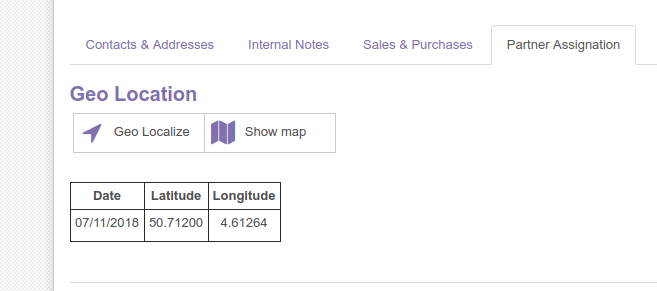 Contacts & Addresses Internal Notes Sales & Purchases Partner Assignation
Geo Location
Geo Localize Show map
Date Latitude Longitude
07/11/2018 50.71200 4.61264